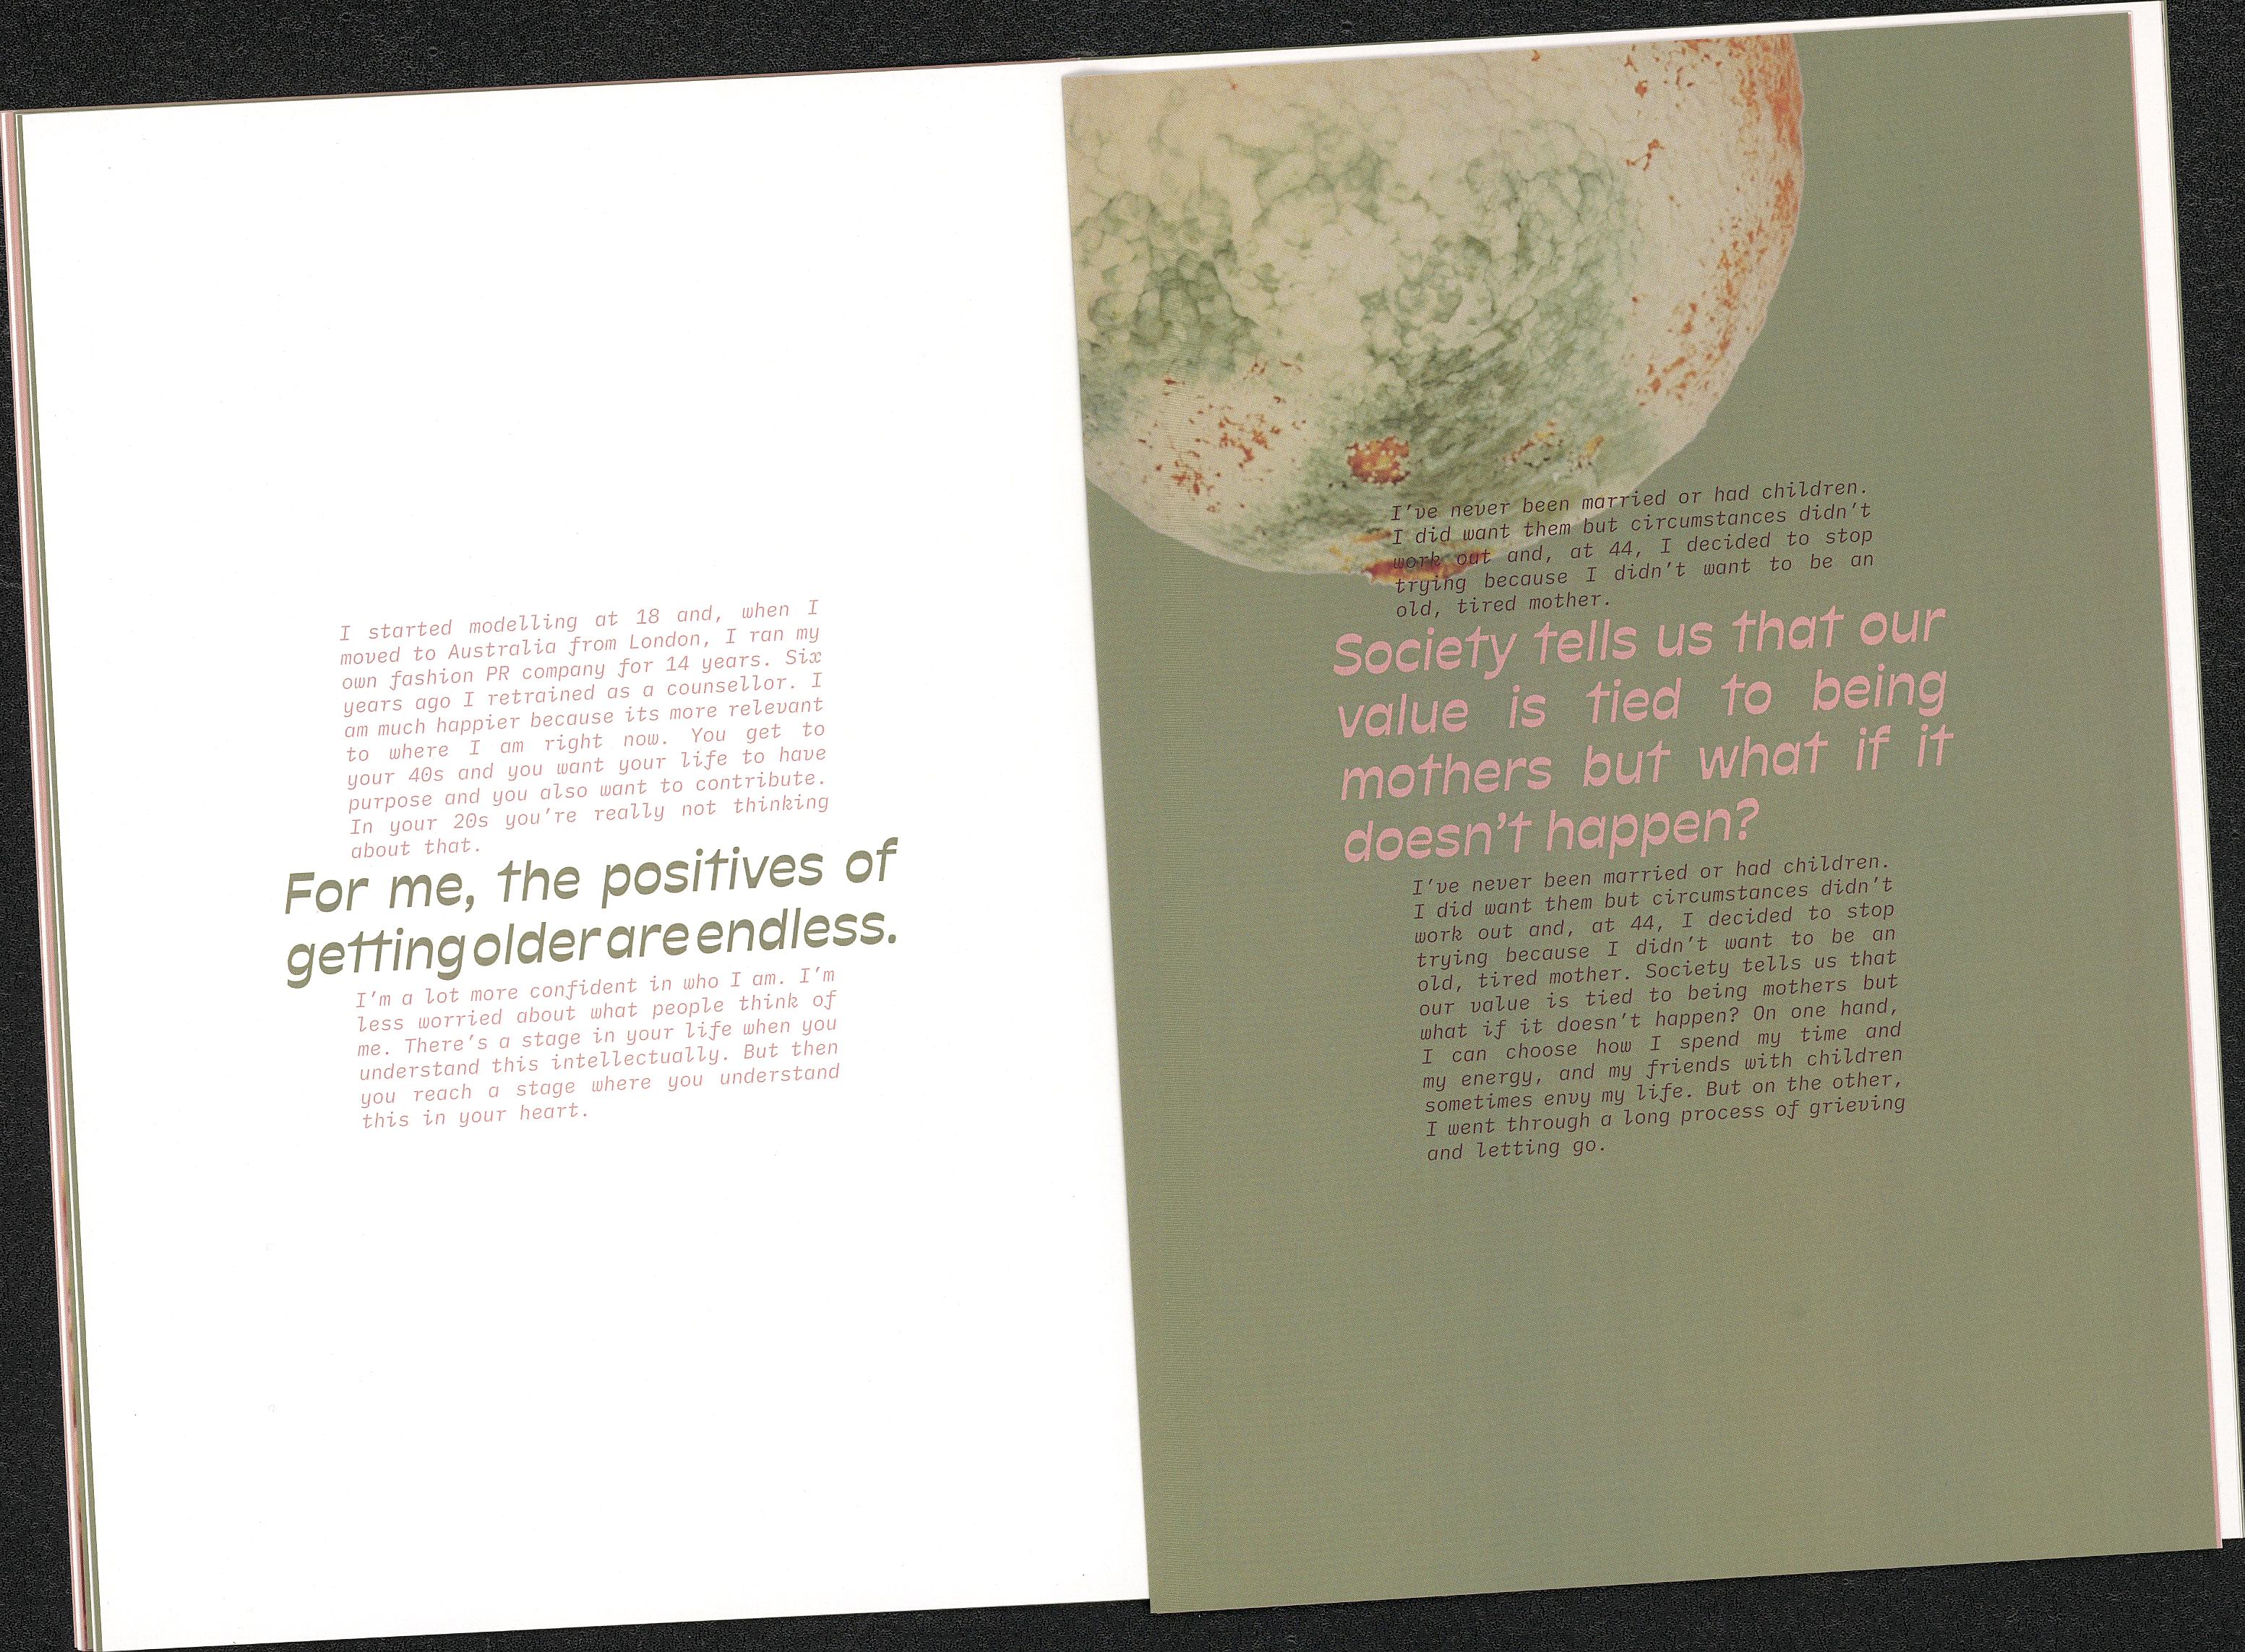 I started modelling at 18 and, when I
moved to Australia from London, I ran my
own fashion PR company for 14 years. Six
years ago I retrained as a counsellor. I
am much happier because its more relevant
to where I am right now. You get to
your 40s and you want your life to have
purpose and you also want to contribute.
In your 20s you're really not thinking
about that.
For me, the positives of
getting older are endless.
I'm a lot more confident in who I am. I'm
less worried about what people think of
me. There's a stage in your life when you
understand this intellectually. But then
you reach a stage where you understand
this in your heart.
I've never been married or had children.
I did want them but circumstances didn't
work out and, at 44, I decided to stop
trying because I didn't want to be an
old, tired mother.
Society tells us that our
value is tied to being
mothers but what if it
doesn't happen?
I've never been married or had children.
I did want them but circumstances didn't
work out and, at 44, I decided to stop
trying because I didn't want to be an
old, tired mother. Society tells us that
our value is tied to being mothers but
what if it doesn't happen? On one hand,
I can choose how I spend my time and
my energy, and my friends with children
sometimes envy my life. But on the other,
I went through a long process of grieving
and letting go.